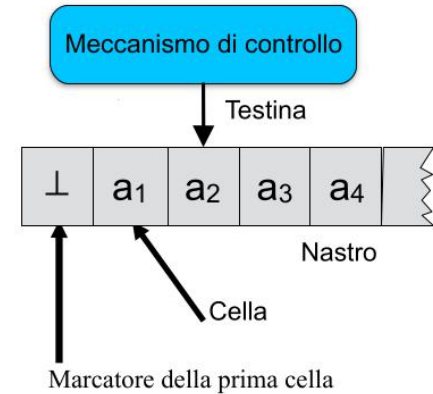 Meccanismo di controllo
Testina
⊥ a₁ a₂ a₃ a₄
Nastro
Cella
Marcatore della prima cella